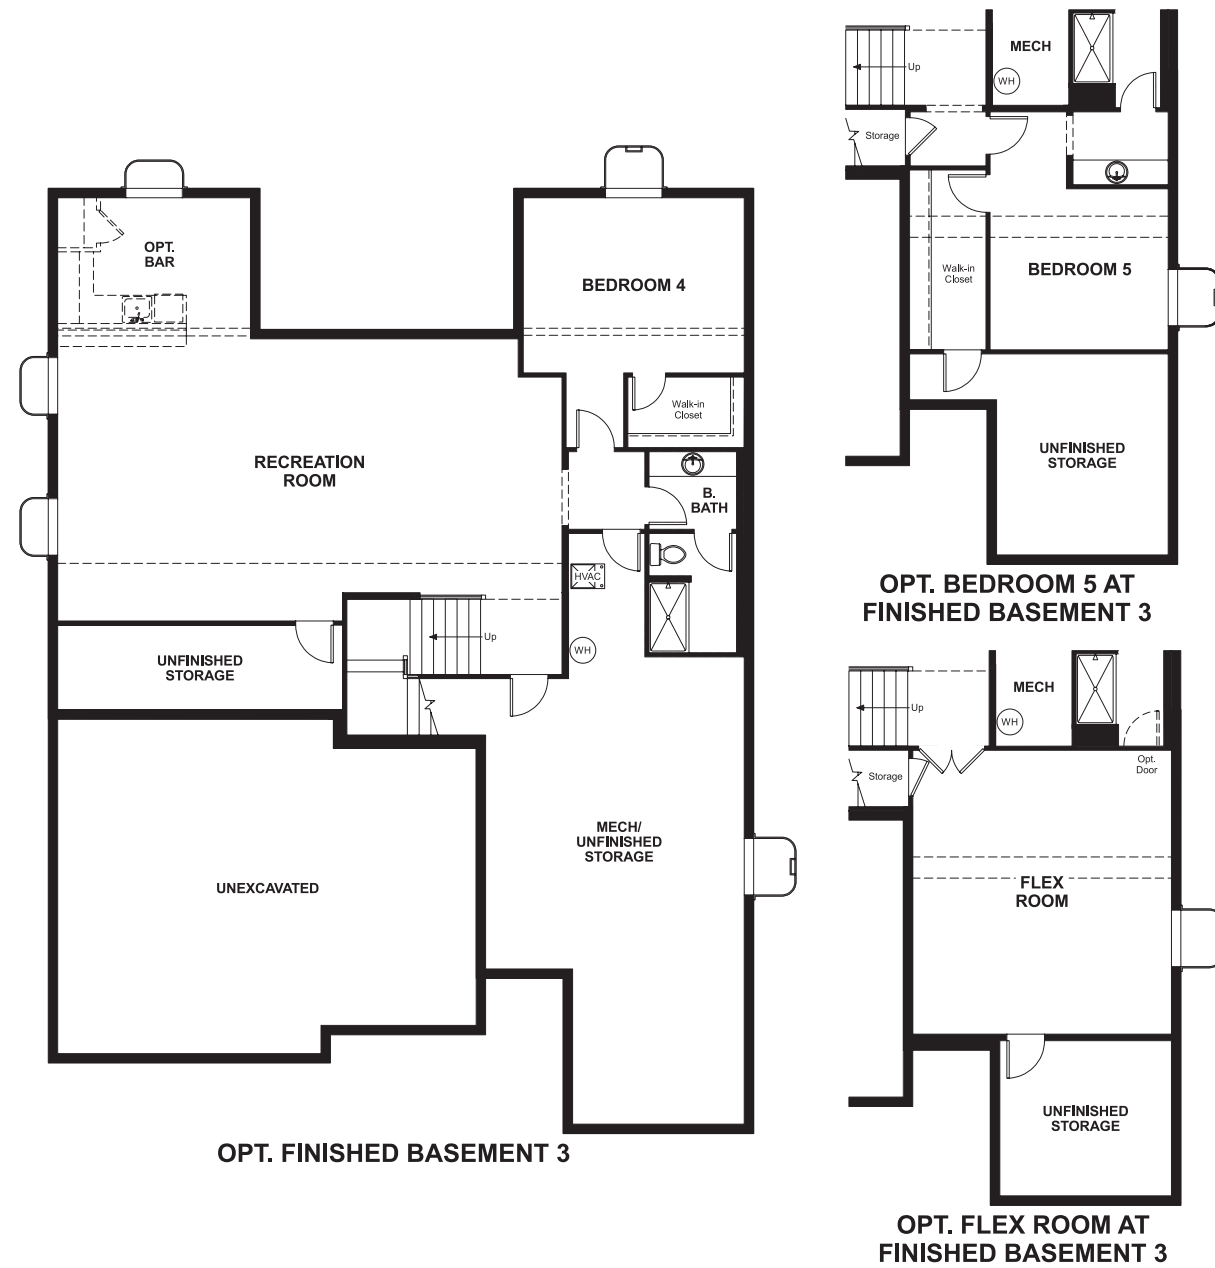 OPT.
BAR
BEDROOM 4
Walk-in
Closet
RECREATION
ROOM
B.
BATH
HVAC
WH
Up
UNFINISHED
STORAGE
MECH/
UNFINISHED
STORAGE
UNEXCAVATED
OPT. FINISHED BASEMENT 3
MECH
WH
Up
Storage
Walk-in
Closet
BEDROOM 5
UNFINISHED
STORAGE
OPT. BEDROOM 5 AT
FINISHED BASEMENT 3
MECH
WH
Up
Storage
Opt.
Door
FLEX
ROOM
UNFINISHED
STORAGE
OPT. FLEX ROOM AT
FINISHED BASEMENT 3